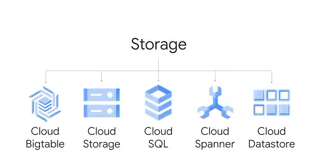 Storage
Cloud Bigtable
Cloud Storage
Cloud SQL
Cloud Spanner
Cloud Datastore